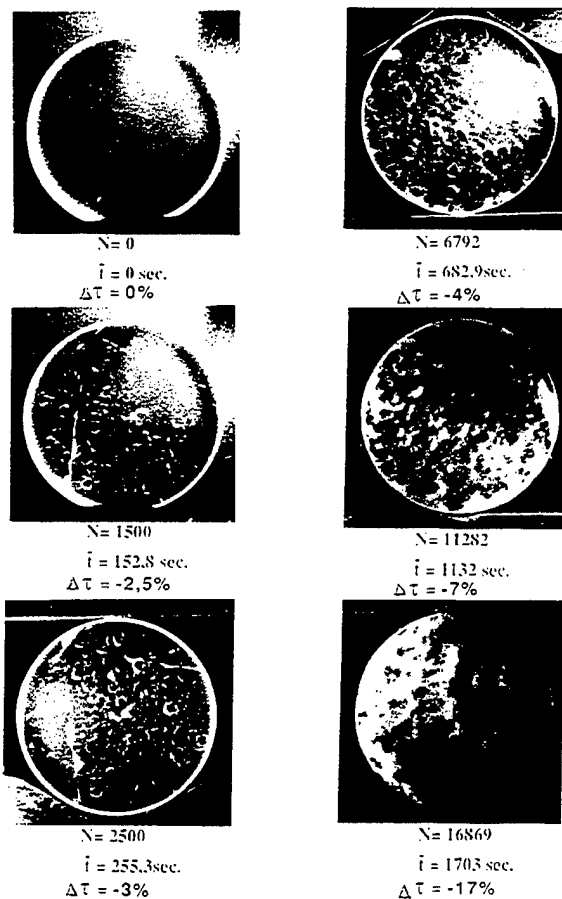 N= 0
t̄ = 0 sec.
Δτ = 0%
N= 1500
t̄ = 152.8 sec.
Δτ = -2,5%
N= 2500
t̄ = 255.3sec.
Δτ = -3%
N= 6792
t̄ = 682.9sec.
Δτ = -4%
N= 11282
t̄ = 1132 sec.
Δτ = -7%
N= 16869
t̄ = 1703 sec.
Δτ = -17%